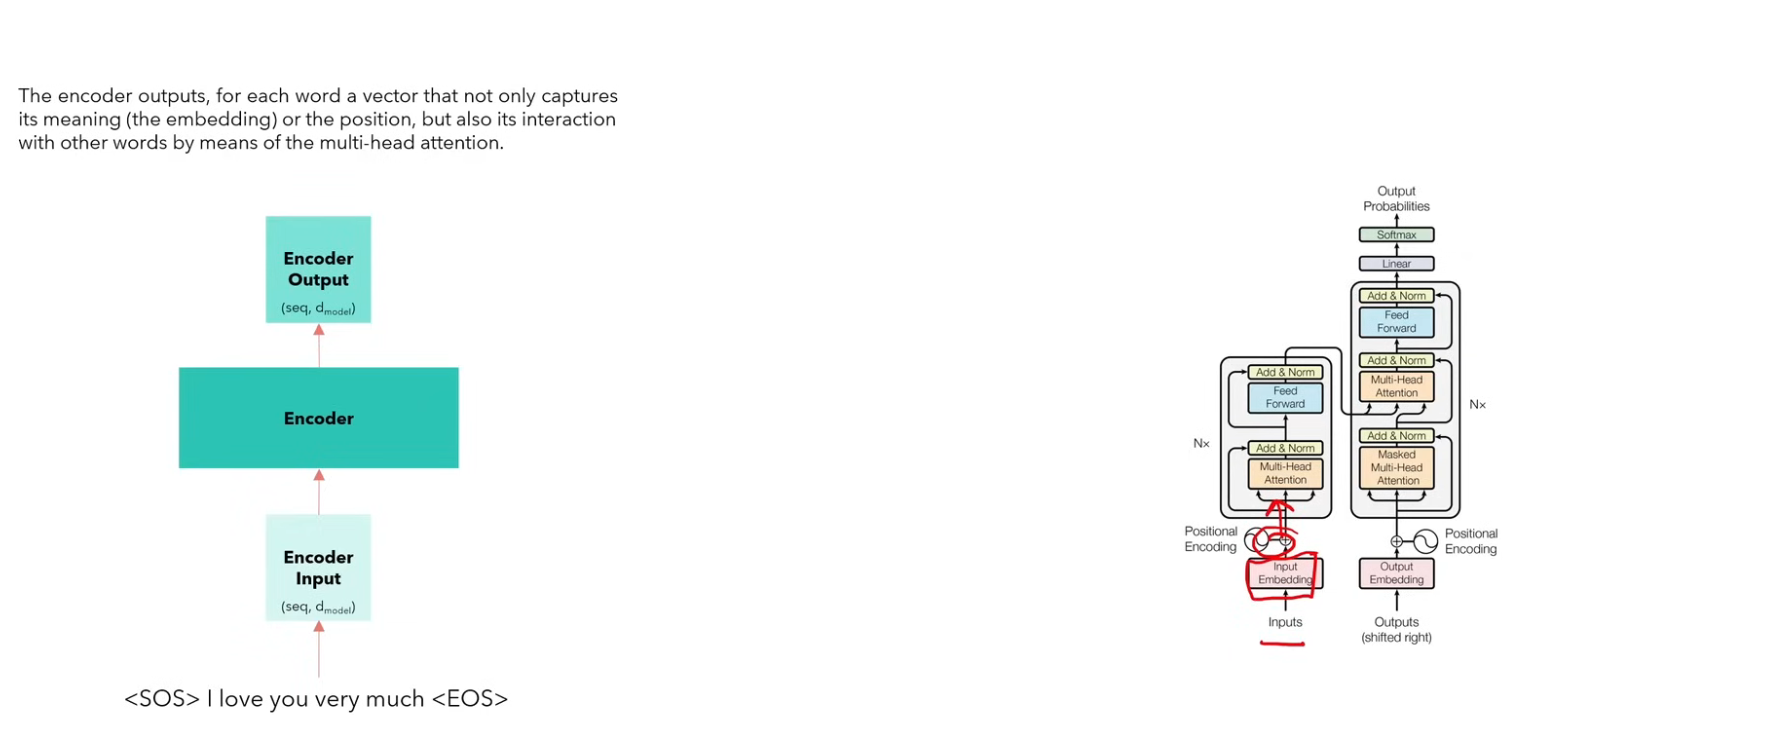 The encoder outputs, for each word a vector that not only captures
its meaning (the embedding) or the position, but also its interaction
with other words by means of the multi-head attention.
Encoder
Output
(seq, dmodel)
Encoder
Encoder
Input
(seq, dmodel)
<SOS> I love you very much <EOS>
Output
Probabilities
Softmax
Linear
Add & Norm
Feed
Forward
Add & Norm
Multi-Head
Attention
Nx
Add & Norm
Masked
Multi-Head
Attention
Positional
Encoding
Output
Embedding
Outputs
(shifted right)
Add & Norm
Feed
Forward
Nx
Add & Norm
Multi-Head
Attention
Positional
Encoding
Input
Embedding
Inputs